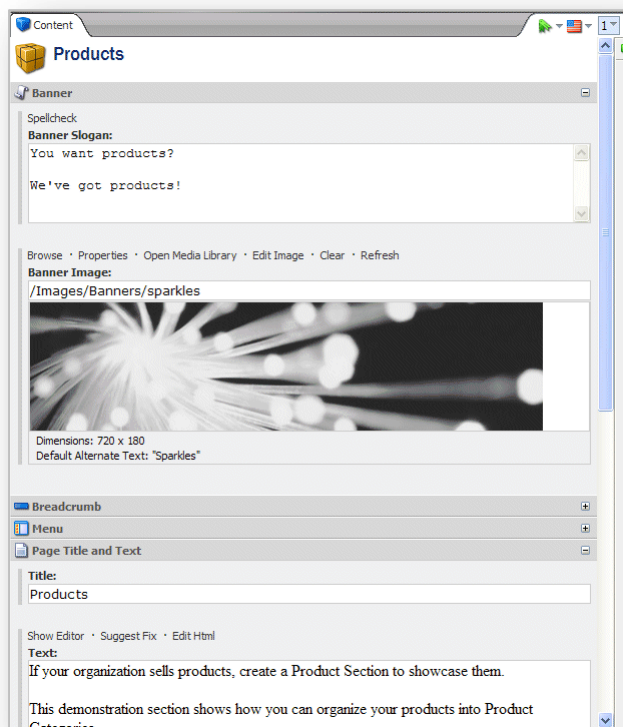 Content
1
Products
Banner
Spellcheck
Banner Slogan:
You want products?
We've got products!
Browse · Properties · Open Media Library · Edit Image · Clear · Refresh
Banner Image:
/Images/Banners/sparkles
Dimensions: 720 x 180
Default Alternate Text: "Sparkles"
Breadcrumb
Menu
Page Title and Text
Title:
Products
Show Editor · Suggest Fix · Edit Html
Text:
If your organization sells products, create a Product Section to showcase them.
This demonstration section shows how you can organize your products into Product
Categories